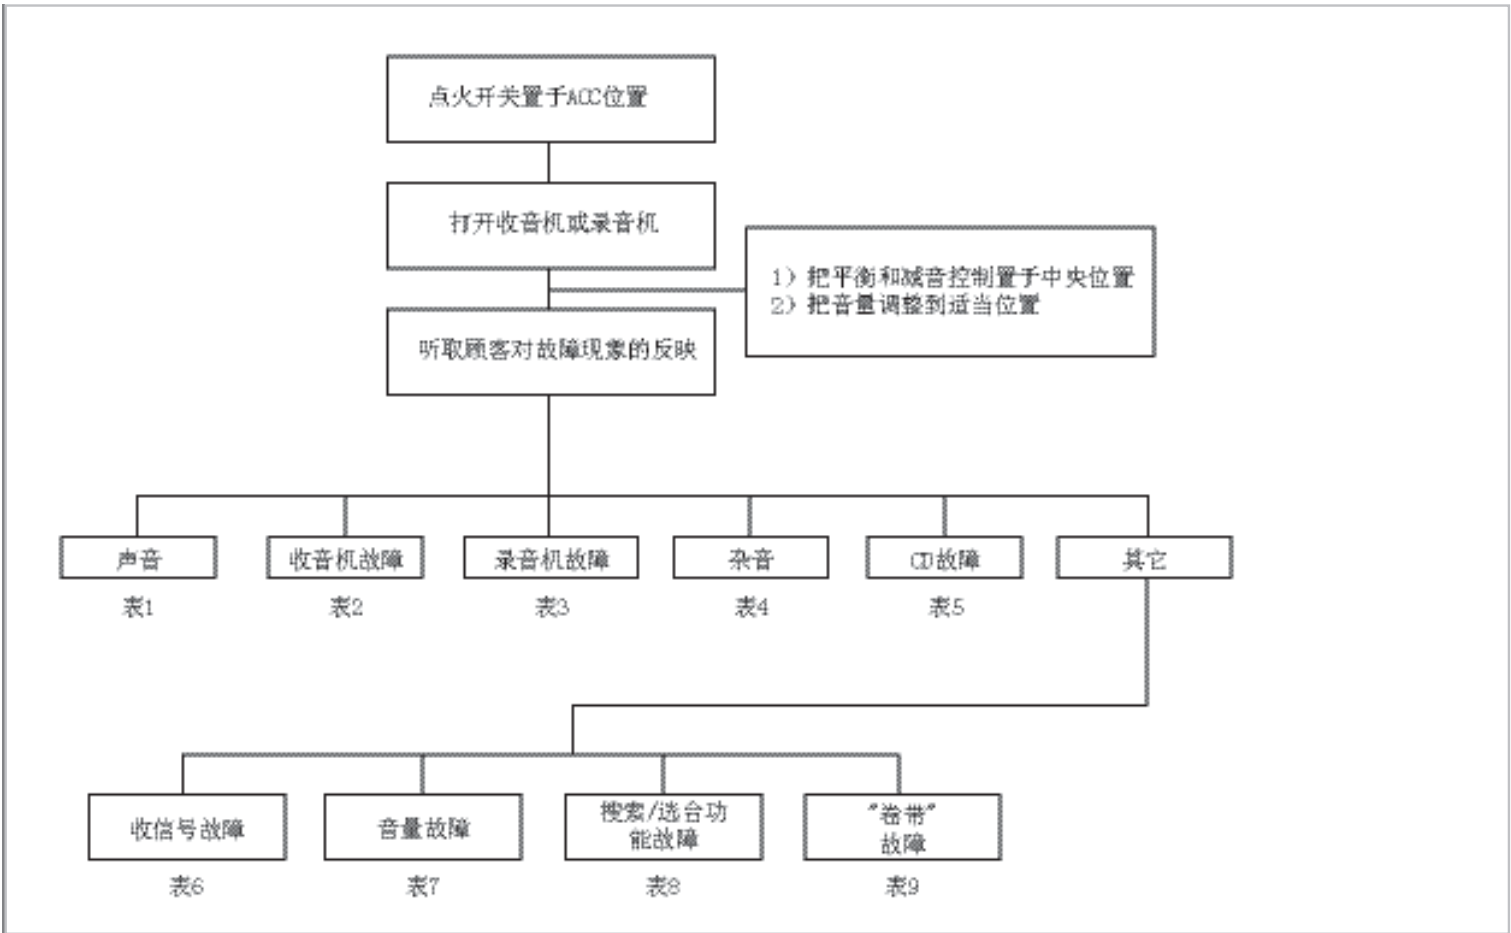 点火开关置于ACC位置
打开收音机或录音机
1) 把平衡和减音控制置于中央位置
2) 把音量调整到适当位置
听取顾客对故障现象的反映
声音
收音机故障
录音机故障
杂音
CD故障
其它
表1
表2
表3
表4
表5
收信号故障
音量故障
搜索/选台功
能故障
"卷带"
故障
表6
表7
表8
表9